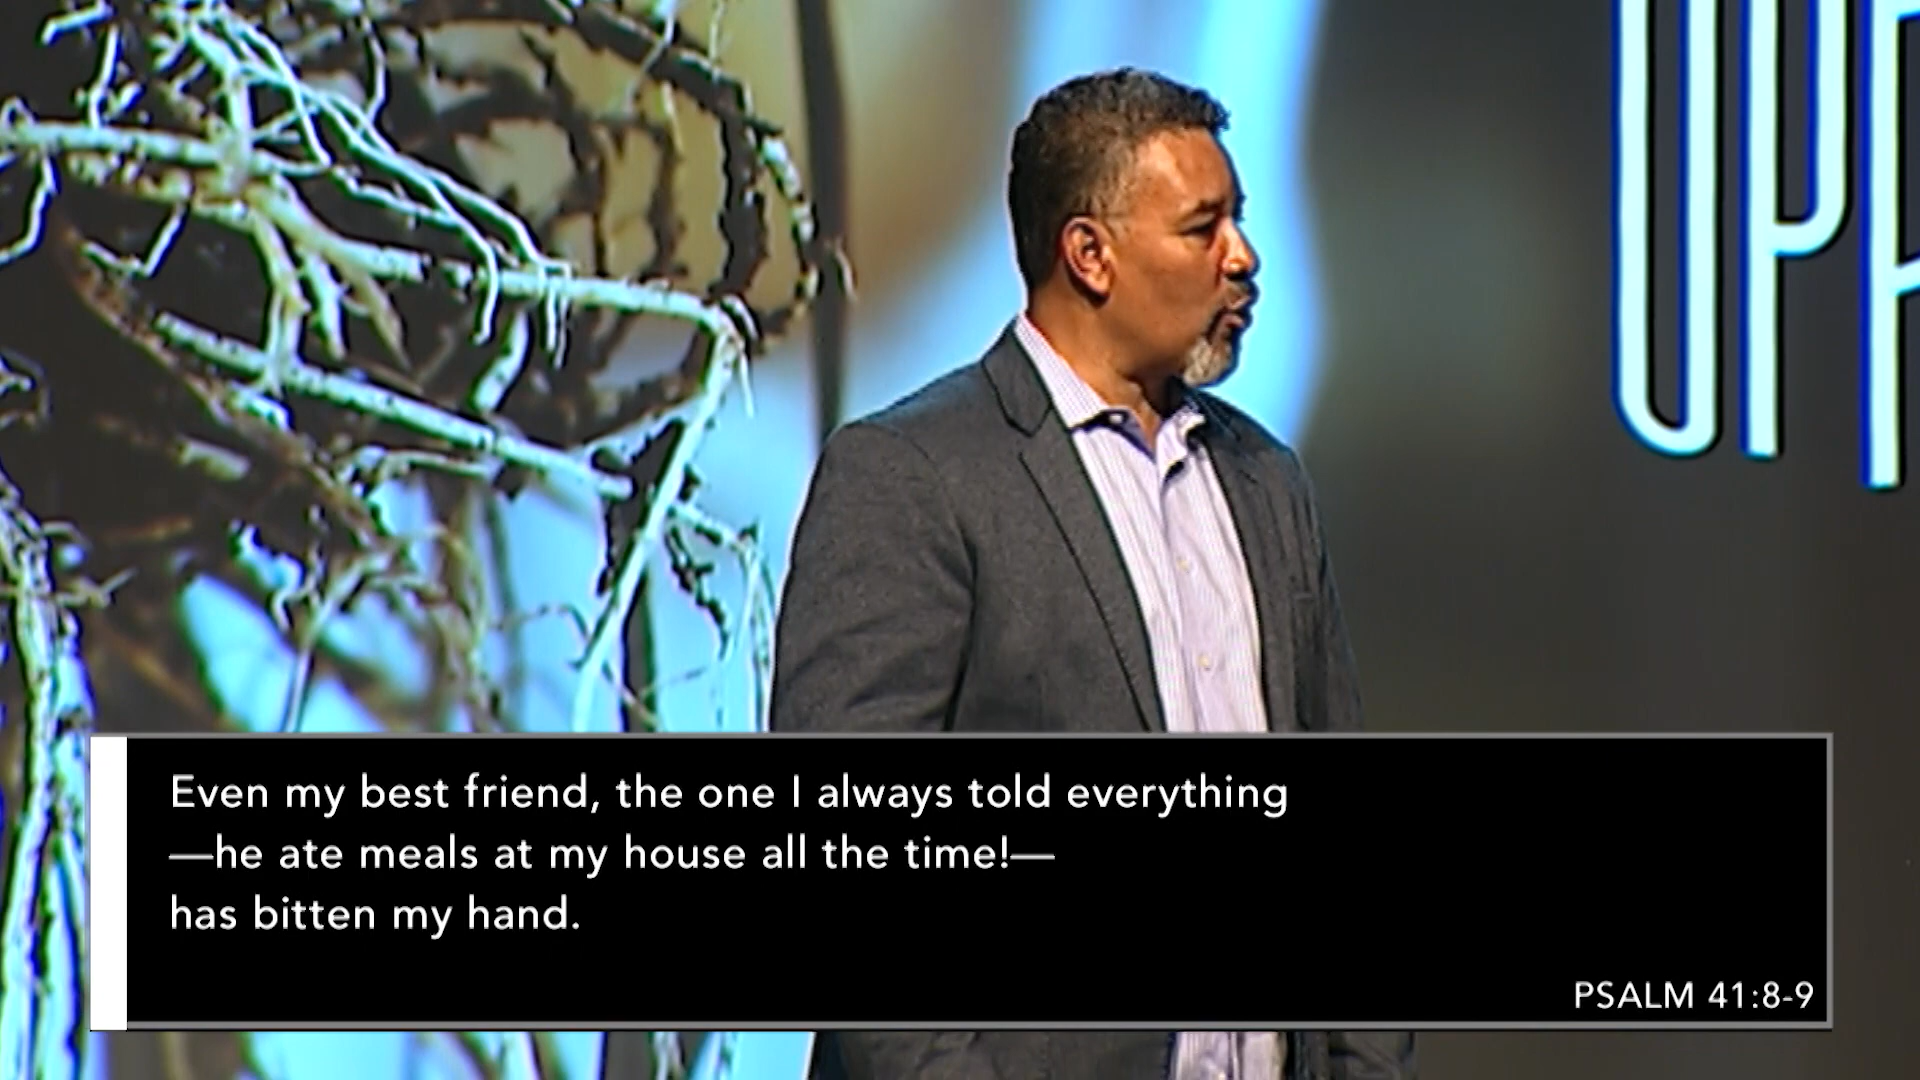 UPR
Even my best friend, the one I always told everything
—he ate meals at my house all the time!—
has bitten my hand.
PSALM 41:8-9